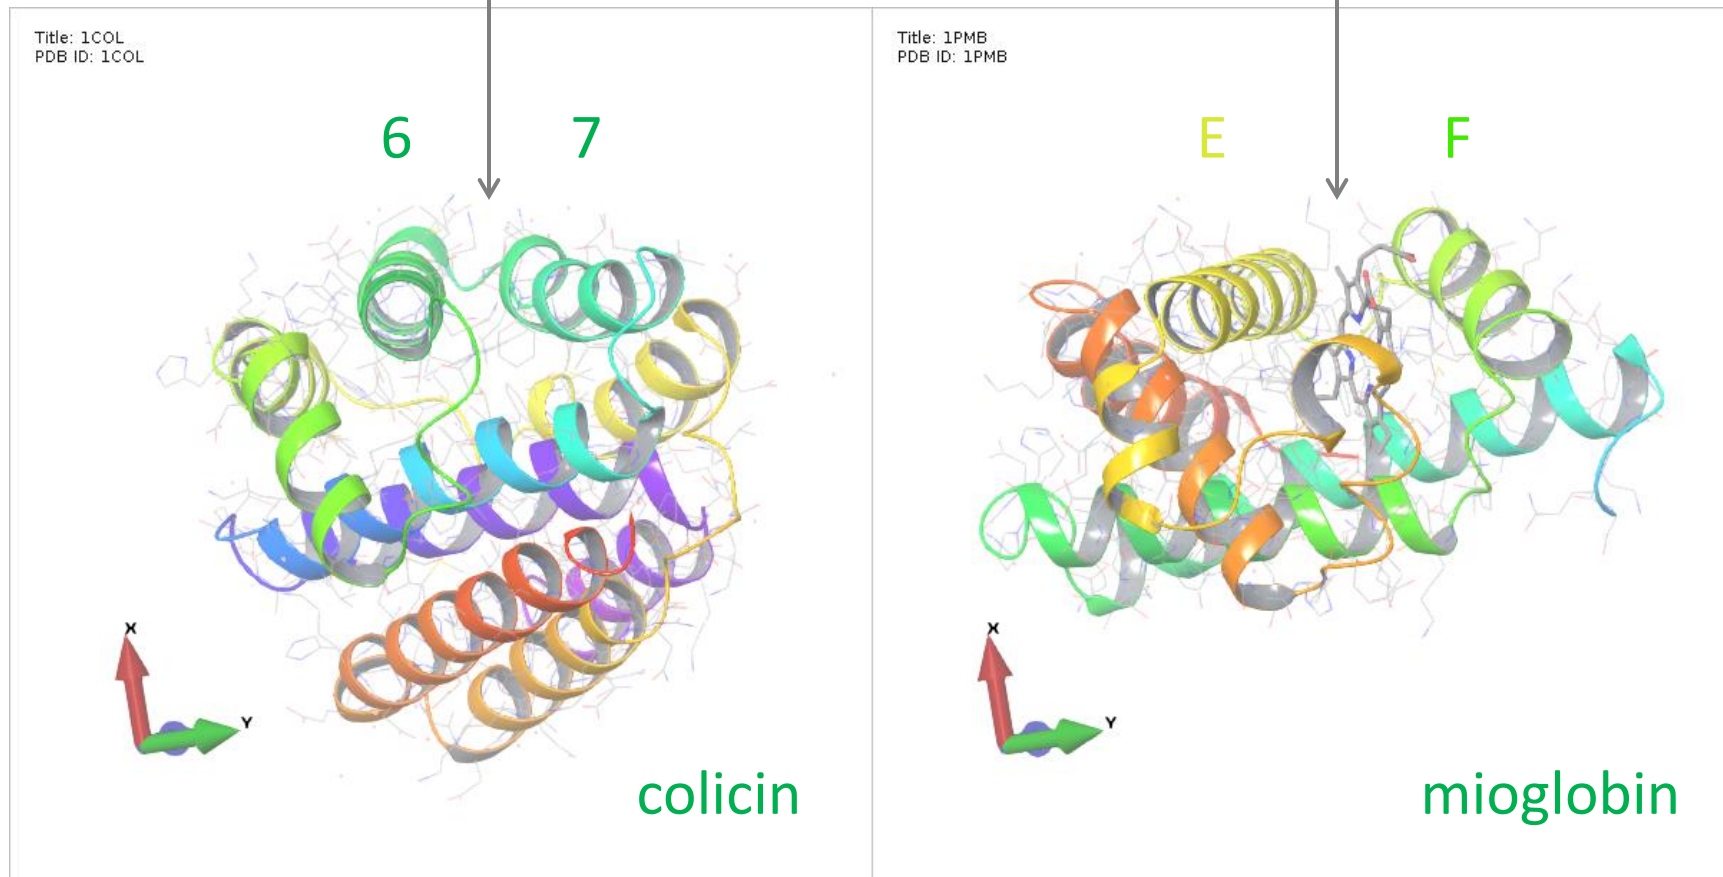 Title: 1COL
PDB ID: 1COL
6 7
X
Y
colicin
Title: 1PMB
PDB ID: 1PMB
E F
X
Y
mioglobin